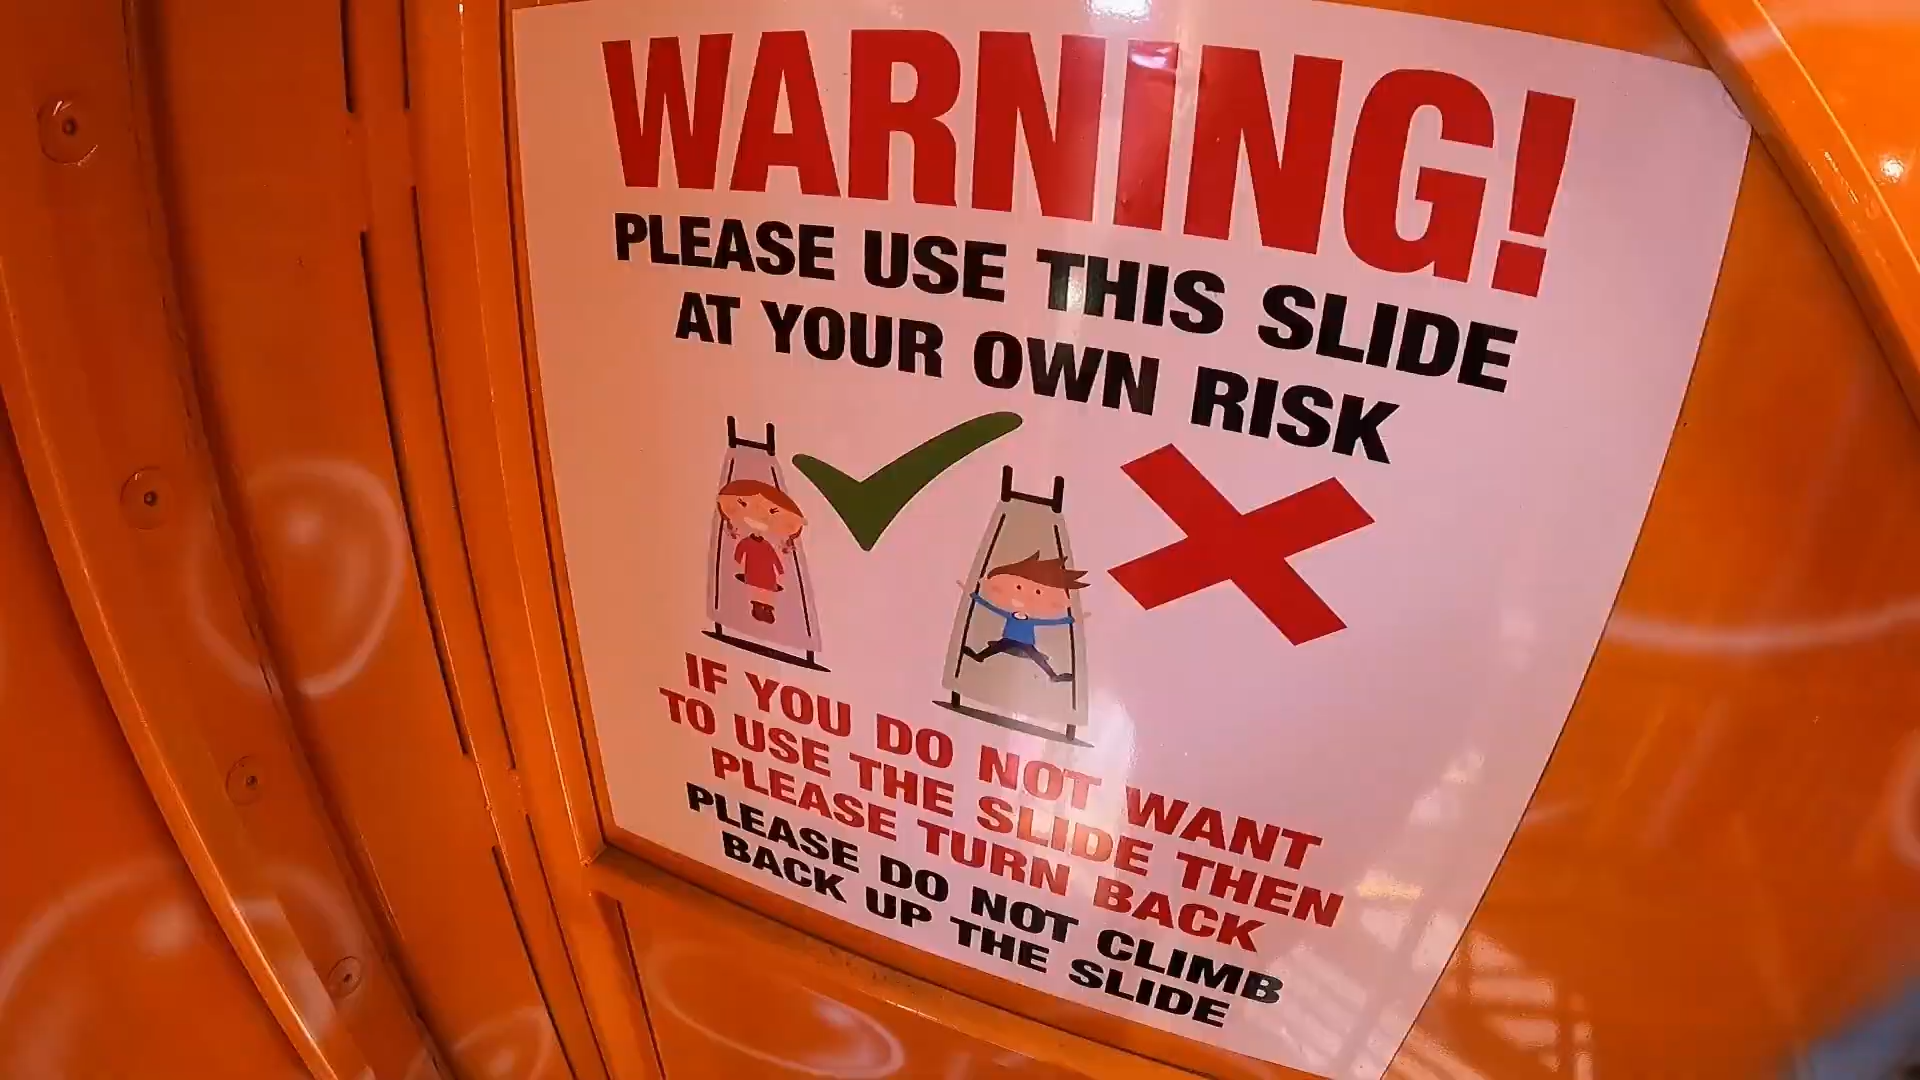 WARNING!
PLEASE USE THIS SLIDE
AT YOUR OWN RISK
IF YOU DO NOT WANT
TO USE THE SLIDE THEN
PLEASE TURN BACK
PLEASE DO NOT CLIMB
BACK UP THE SLIDE